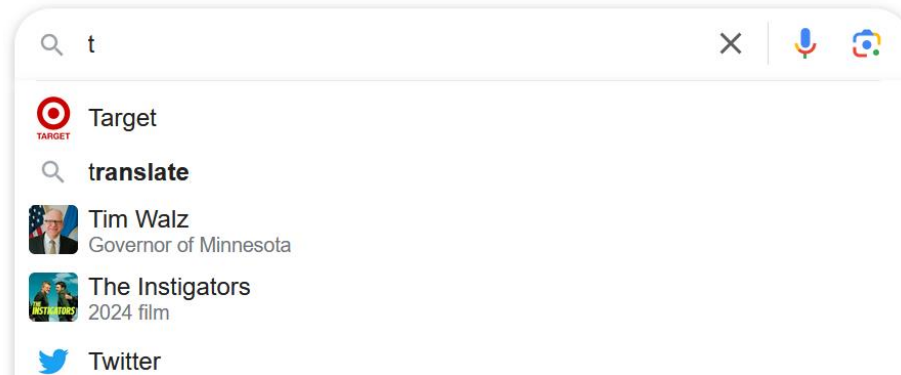 t
TARGET
Target
translate
Tim Walz
Governor of Minnesota
The Instigators
THE
INSTIGATORS
2024 film
Twitter